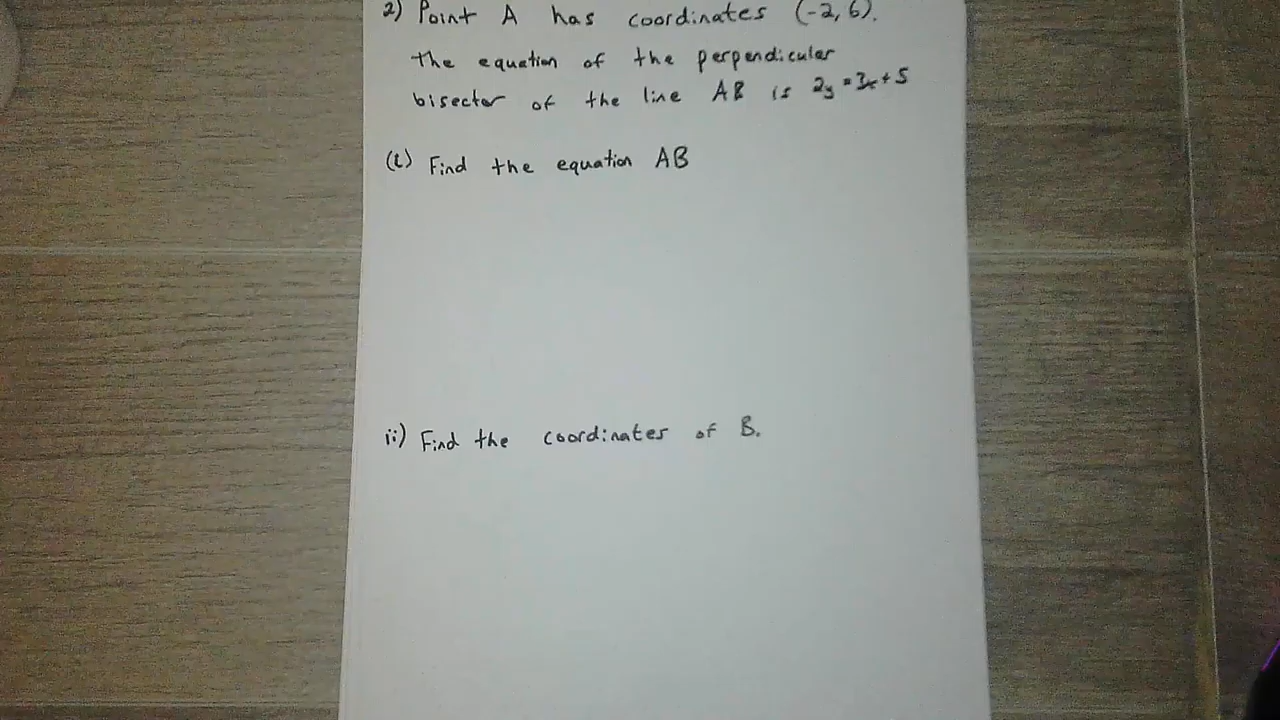 2) Point A has coordinates (-2,6).
The equation of the perpendicular
bisector of the line AB is 2y=3x+5
(i) Find the equation AB
ii) Find the coordinates of B.